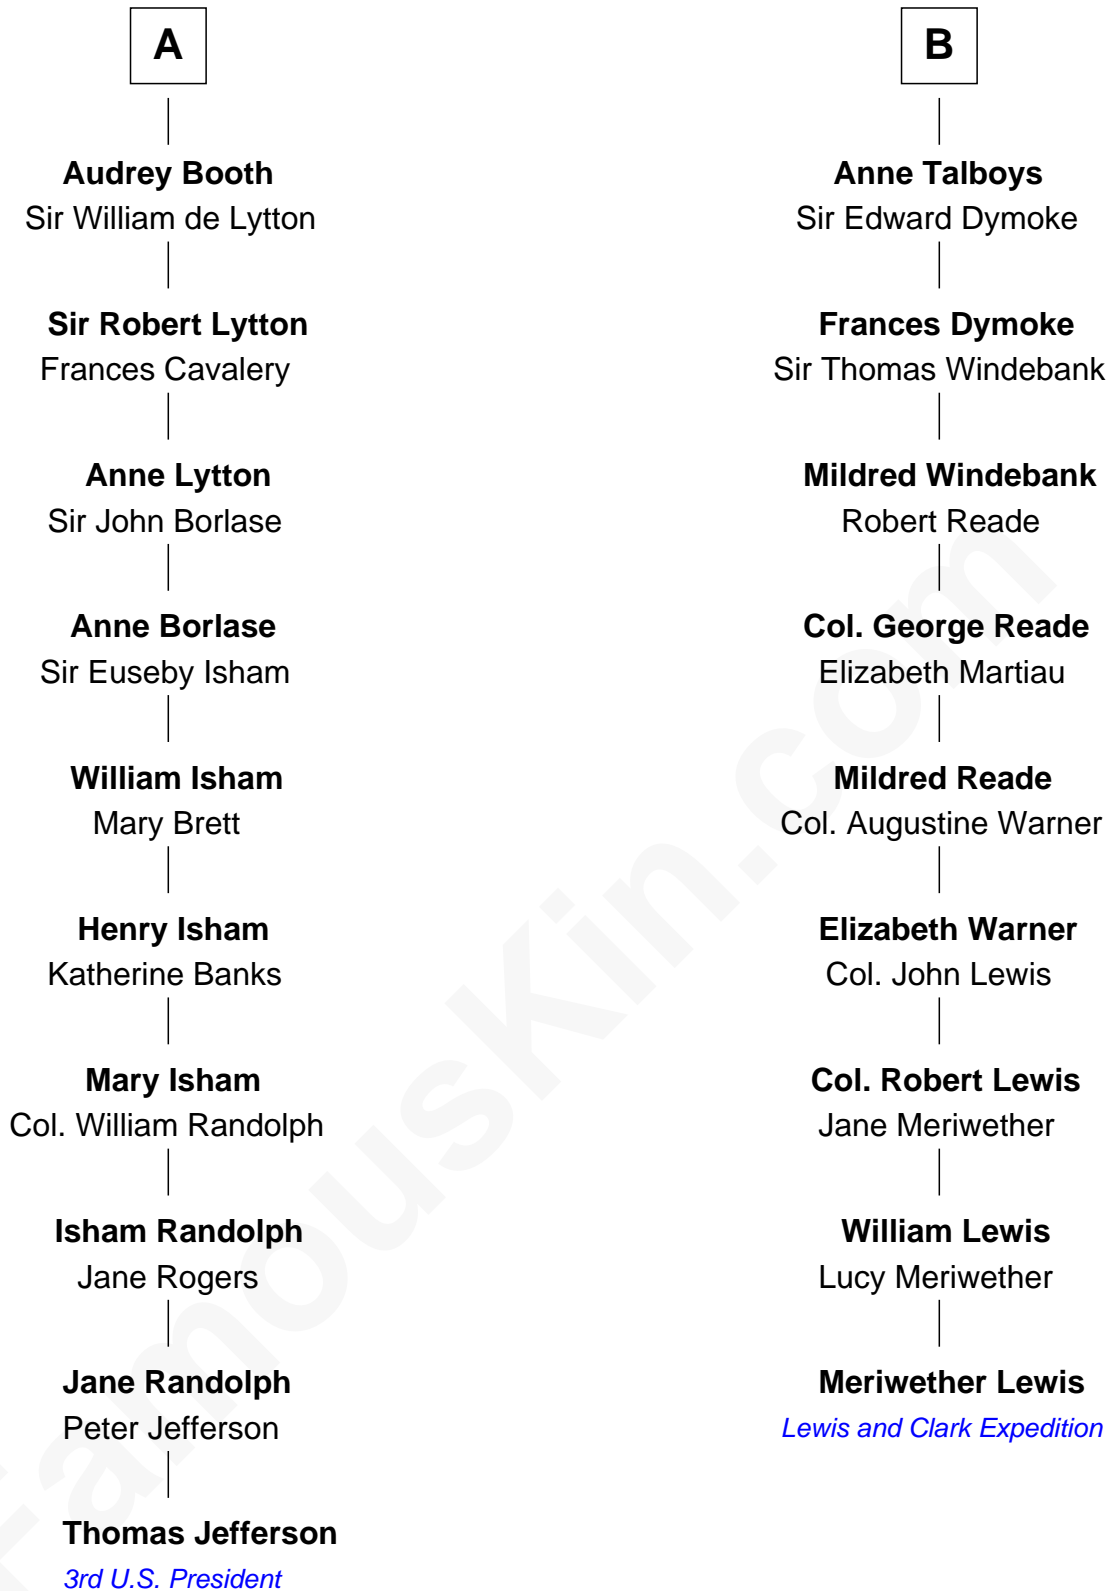 A
Audrey Booth
Sir William de Lytton
Sir Robert Lytton
Frances Cavalery
Anne Lytton
Sir John Borlase
Anne Borlase
Sir Euseby Isham
William Isham
Mary Brett
Henry Isham
Katherine Banks
Mary Isham
Col. William Randolph
Isham Randolph
Jane Rogers
Jane Randolph
Peter Jefferson
Thomas Jefferson
3rd U.S. President
B
Anne Talboys
Sir Edward Dymoke
Frances Dymoke
Sir Thomas Windebank
Mildred Windebank
Robert Reade
Col. George Reade
Elizabeth Martiau
Mildred Reade
Col. Augustine Warner
Elizabeth Warner
Col. John Lewis
Col. Robert Lewis
Jane Meriwether
William Lewis
Lucy Meriwether
Meriwether Lewis
Lewis and Clark Expedition
FamousKin.com